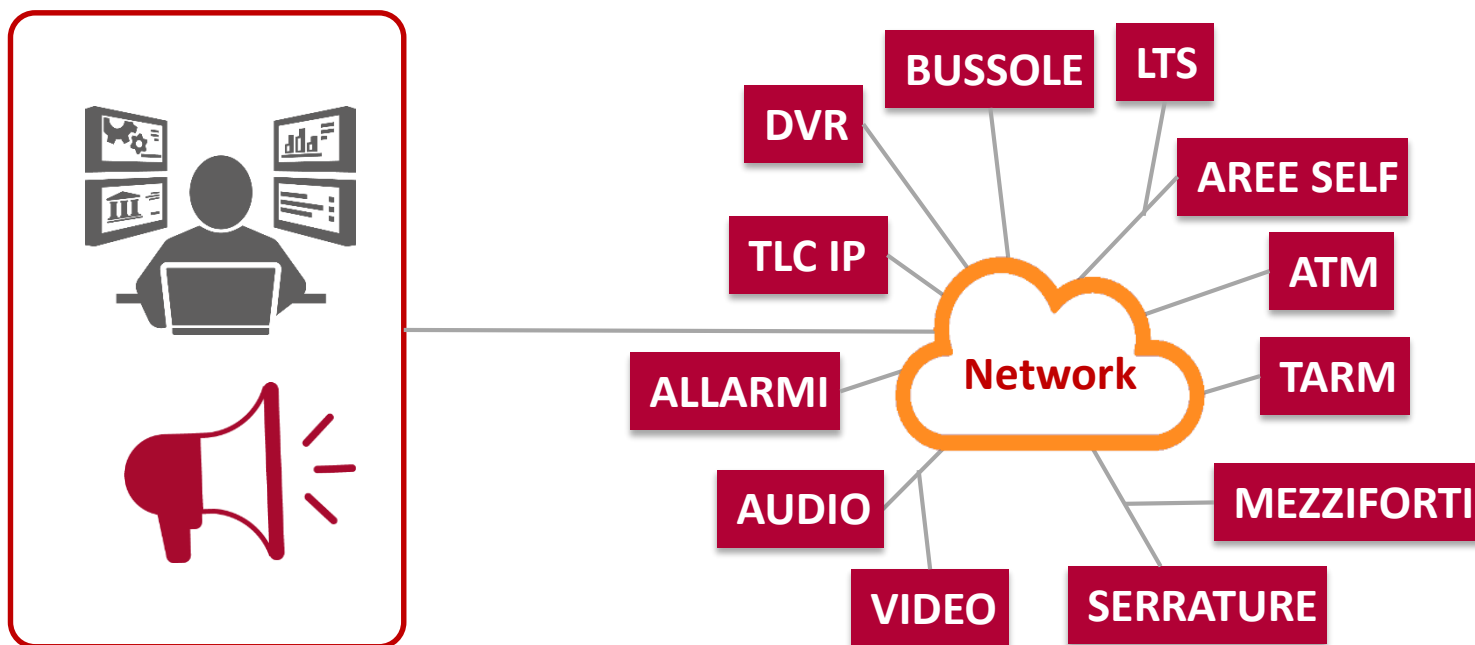 BUSSOLE
LTS
DVR
AREE SELF
TLC IP
ATM
Network
ALLARMI
TARM
AUDIO
MEZZIFORTI
VIDEO
SERRATURE